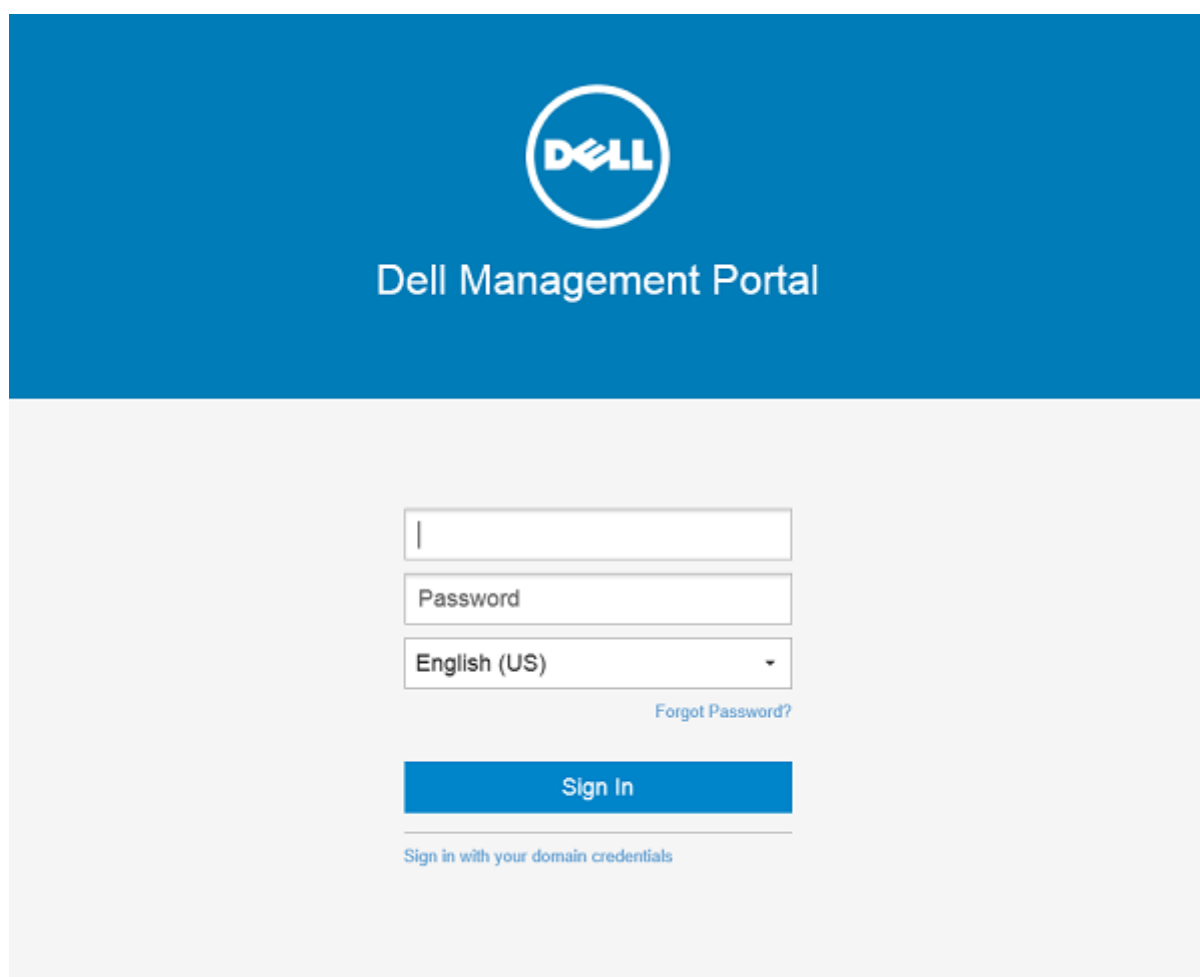 DELL
Dell Management Portal
Password
English (US)
Forgot Password?
Sign In
Sign in with your domain credentials